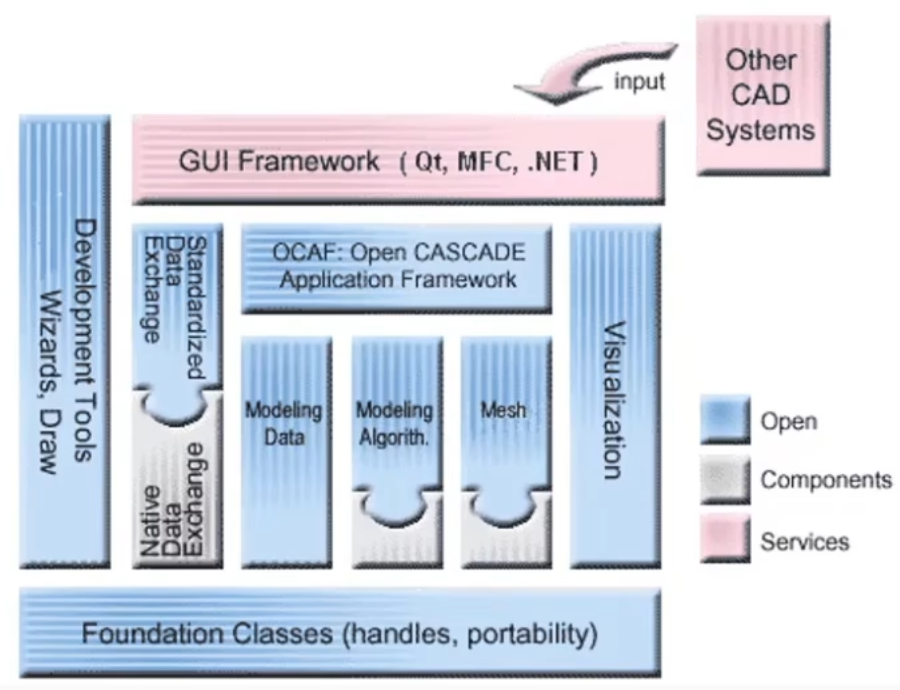 Other
CAD
Systems
input
GUI Framework ( Qt, MFC, .NET )
Development Tools
Wizards, Draw
Standardized
Data
Exchange
Native
Data
Exchange
OCAF: Open CASCADE
Application Framework
Modeling
Data
Modeling
Algorith.
Mesh
Visualization
Foundation Classes (handles, portability)
Open
Components
Services